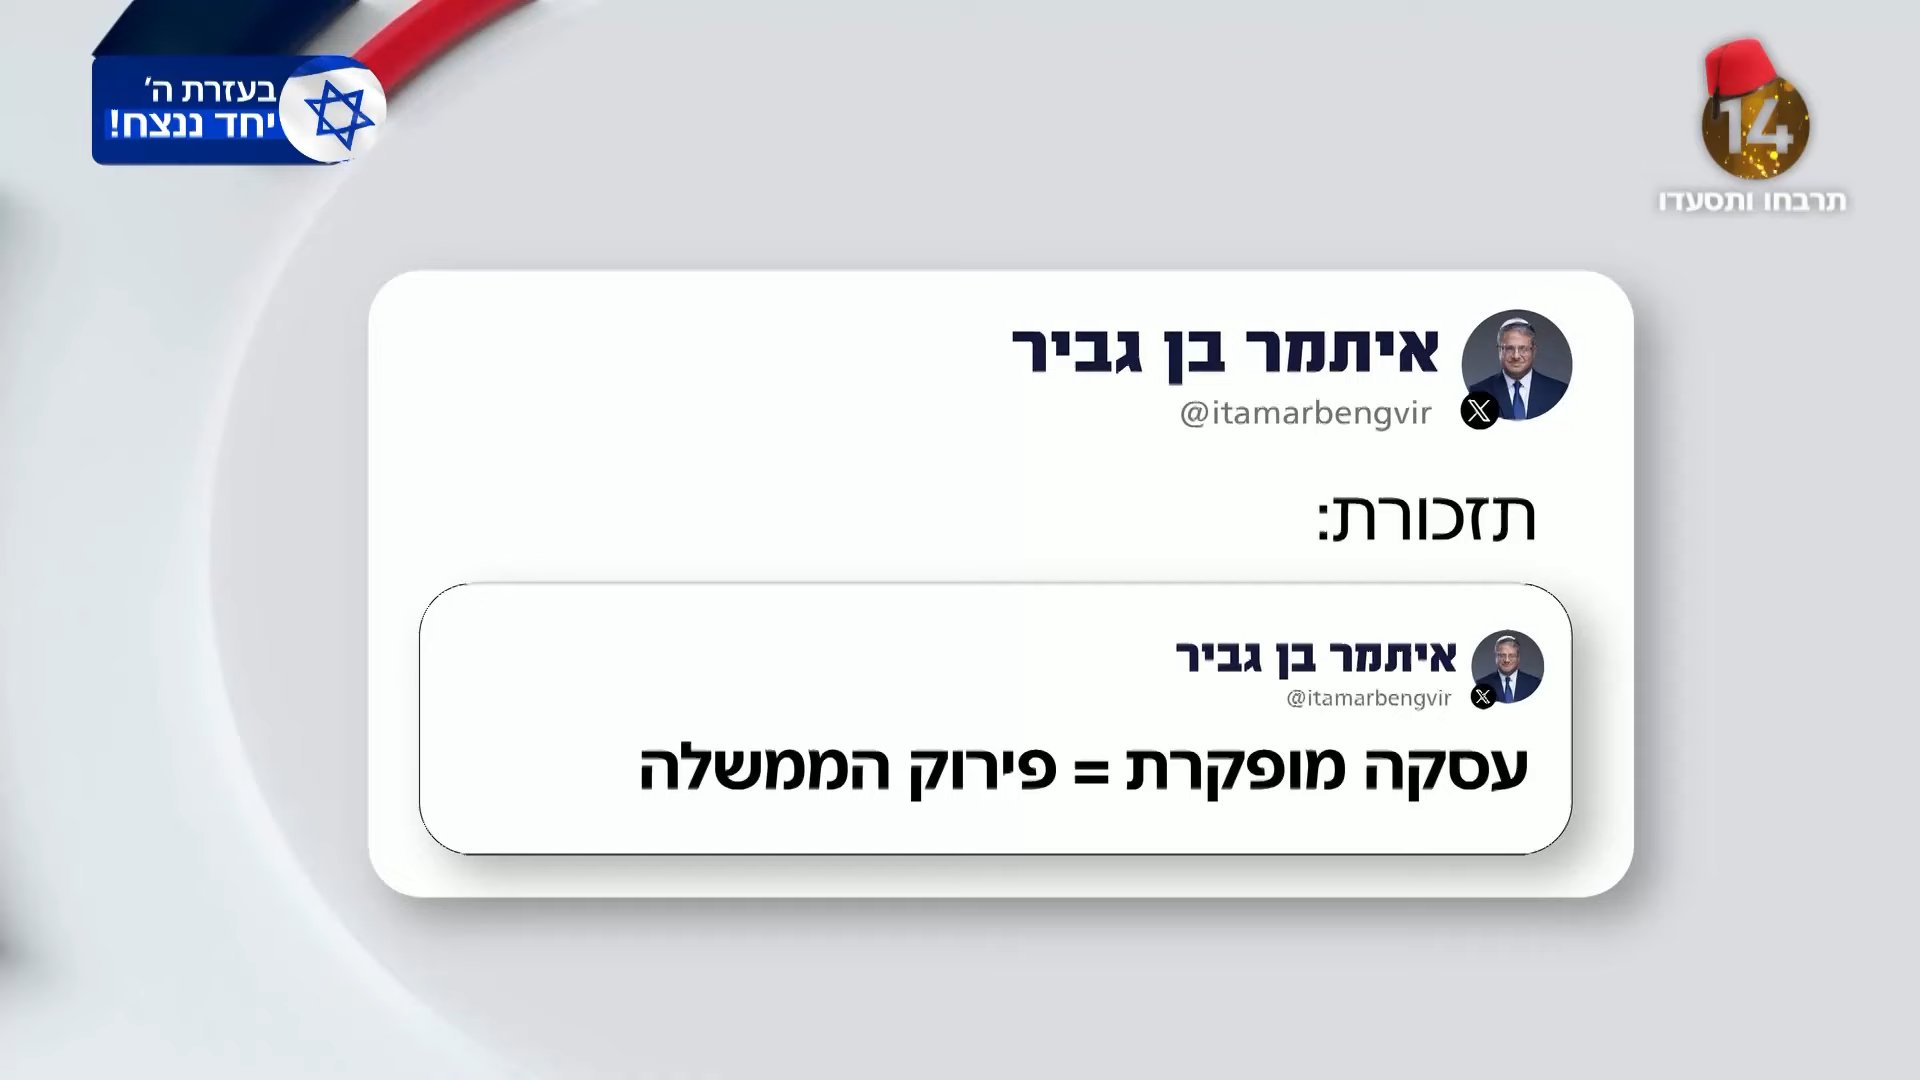 בעזרת ה׳
יחד ננצח!
14
תרבחו ותסעדו
איתמר בן גביר
@itamarbengvir
תזכורת:
איתמר בן גביר
@itamarbengvir
עסקה מופקרת = פירוק הממשלה